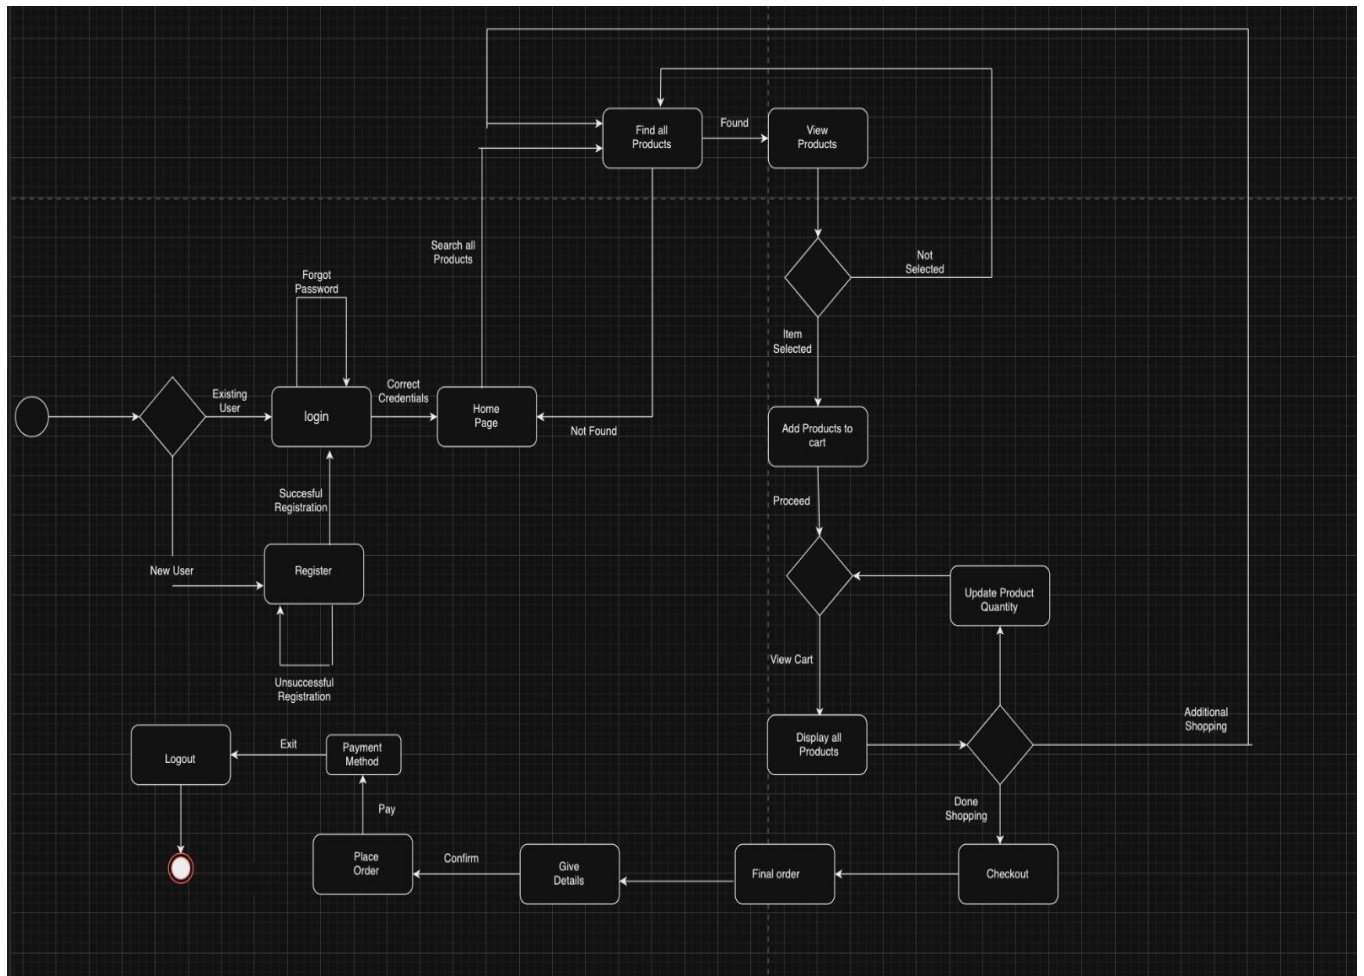 Find all
Products
Found
View
Products
Search all
Products
Not
Selected
Forgot
Password
Item
Selected
Existing
User
login
Correct
Credentials
Home
Page
Not Found
Add Products to
cart
Succesful
Registration
Proceed
New User
Register
Update Product
Quantity
Unsuccessful
Registration
View Cart
Additional
Shopping
Logout
Exit
Payment
Method
Display all
Products
Pay
Done
Shopping
Place
Order
Confirm
Give
Details
Final order
Checkout